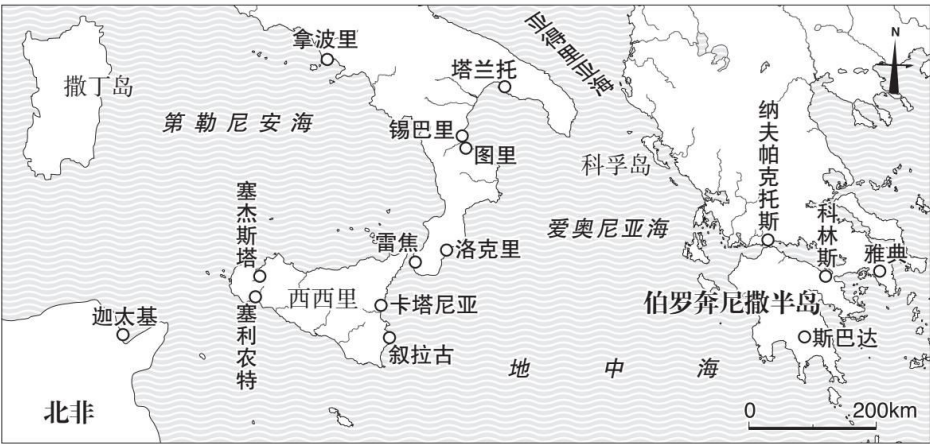 拿波里
亚得里亚海
N
撒丁岛
塔兰托
第勒尼安海
锡巴里
图里
科孚岛
纳夫帕克托斯
塞杰斯塔
爱奥尼亚海
科林斯
雷焦
洛克里
雅典
西西里
卡塔尼亚
伯罗奔尼撒半岛
迦太基
塞利农特
叙拉古
斯巴达
地中海
北非
0 200km